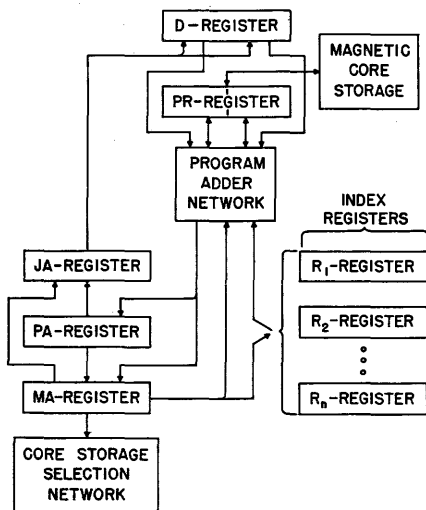 D-REGISTER
PR-REGISTER
MAGNETIC
CORE
STORAGE
PROGRAM
ADDER
NETWORK
INDEX
REGISTERS
JA-REGISTER
R₁-REGISTER
PA-REGISTER
R₂-REGISTER
MA-REGISTER
Rₙ-REGISTER
CORE STORAGE
SELECTION
NETWORK